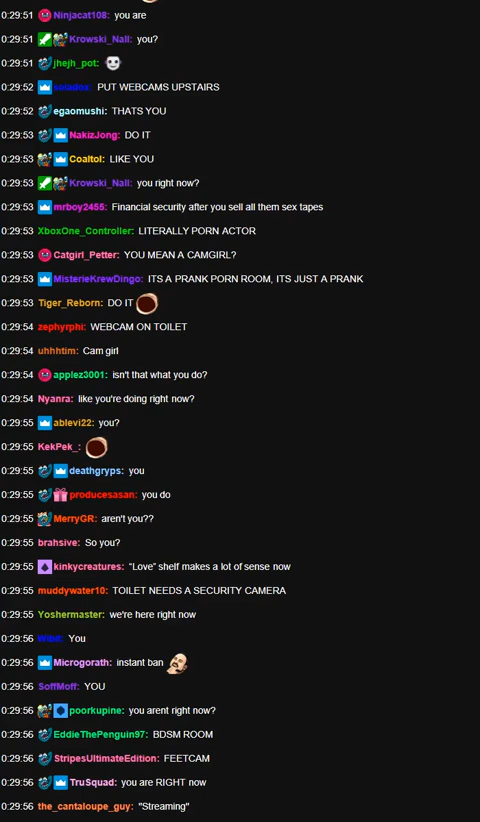 0:29:51 Ninjacat108: you are
0:29:51 Krowski_Nall: you?
0:29:51 jhejh_pot:
0:29:52 PUT WEBCAMS UPSTAIRS
0:29:52 egaomushi: THATS YOU
0:29:53 NakizJong: DO IT
0:29:53 Coaltol: LIKE YOU
0:29:53 Krowski_Nall: you right now?
0:29:53 mrboy2455: Financial security after you sell all them sex tapes
0:29:53 XboxOne_Controller: LITERALLY PORN ACTOR
0:29:53 Catgirl_Petter: YOU MEAN A CAMGIRL?
0:29:53 MisterieKrewDingo: ITS A PRANK PORN ROOM, ITS JUST A PRANK
0:29:53 Tiger_Reborn: DO IT
0:29:54 zephyrphi: WEBCAM ON TOILET
0:29:54 uhhhtim: Cam girl
0:29:54 applez3001: isn't that what you do?
0:29:54 Nyanra: like you're doing right now?
0:29:55 ablevi22: you?
0:29:55 KekPek_:
0:29:55 deathgryps: you
0:29:55 producesasan: you do
0:29:55 MerryGR: aren't you??
0:29:55 brahsive: So you?
0:29:55 kinkycreatures: "Love" shelf makes a lot of sense now
0:29:55 muddywater10: TOILET NEEDS A SECURITY CAMERA
0:29:55 Yoshermaster: we're here right now
0:29:56 You
0:29:56 Microgorath: instant ban
0:29:56 SoffMoff: YOU
0:29:56 poorkupine: you arent right now?
0:29:56 EddieThePenguin97: BDSM ROOM
0:29:56 StripesUltimateEdition: FEETCAM
0:29:56 TruSquad: you are RIGHT now
0:29:56 the_cantaloupe_guy: "Streaming"